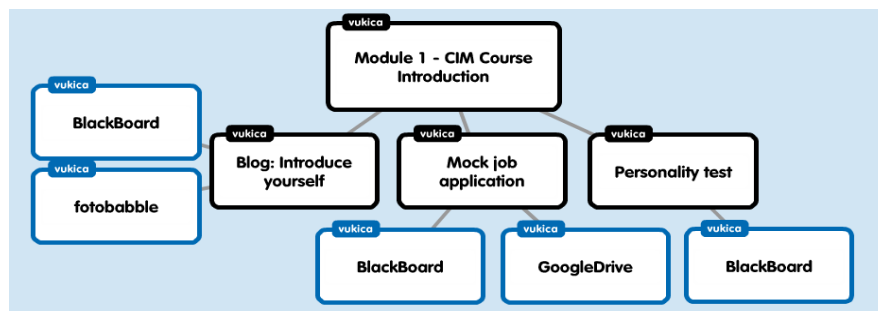 vukica
Module 1 - CIM Course
Introduction
vukica
BlackBoard
vukica
fotobabble
vukica
Blog: Introduce
yourself
vukica
Mock job
application
vukica
Personality test
vukica
BlackBoard
vukica
GoogleDrive
vukica
BlackBoard